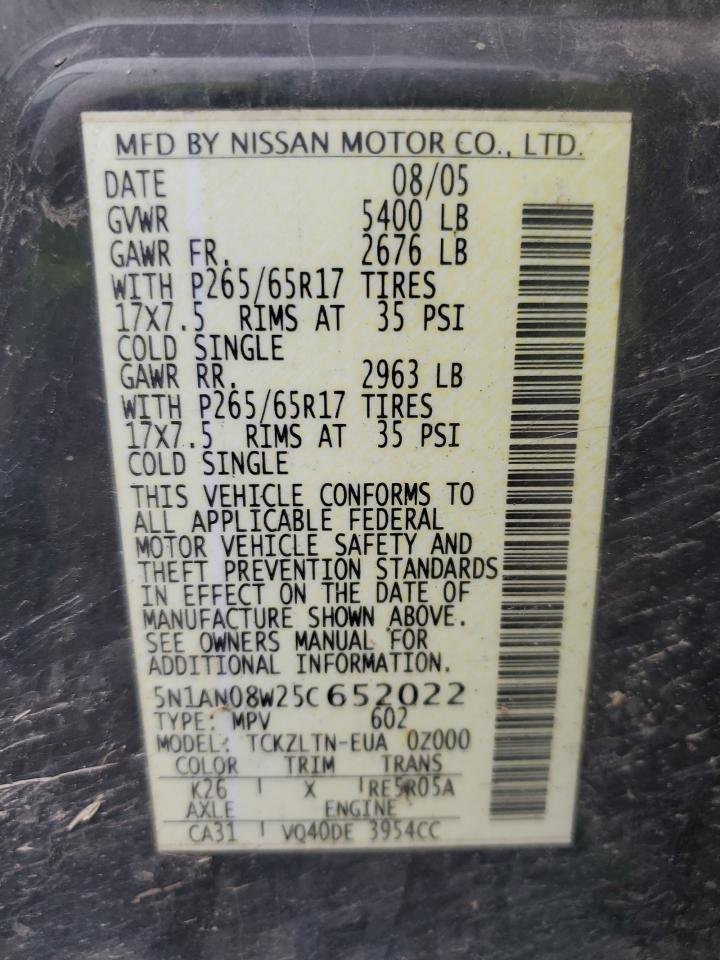 MFD BY NISSAN MOTOR CO., LTD.
DATE 08/05
GVWR 5400 LB
GAWR FR. 2676 LB
WITH P265/65R17 TIRES
17X7.5 RIMS AT 35 PSI
COLD SINGLE
GAWR RR. 2963 LB
WITH P265/65R17 TIRES
17X7.5 RIMS AT 35 PSI
COLD SINGLE
THIS VEHICLE CONFORMS TO
ALL APPLICABLE FEDERAL
MOTOR VEHICLE SAFETY AND
THEFT PREVENTION STANDARDS
IN EFFECT ON THE DATE OF
MANUFACTURE SHOWN ABOVE.
SEE OWNERS MANUAL FOR
ADDITIONAL INFORMATION.
5N1AN08W25C652022
TYPE: MPV 602
MODEL: TCKZLTN-EUA 0Z000
COLOR TRIM TRANS
K26 X RE5R05A
AXLE ENGINE
CA31 VQ40DE 3954CC